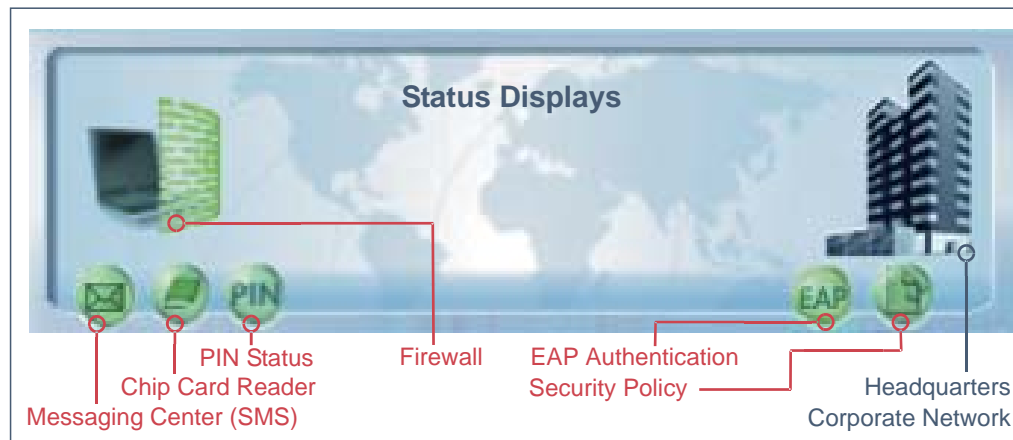 Status Displays
PIN
EAP
PIN Status
Firewall
EAP Authentication
Chip Card Reader
Security Policy
Headquarters
Messaging Center (SMS)
Corporate Network